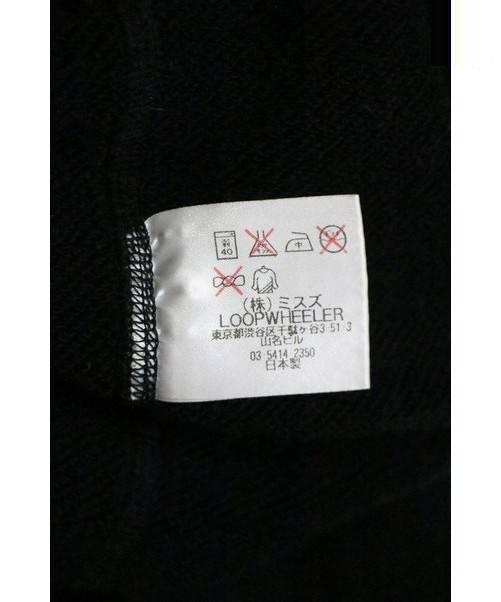 40
中
(株)ミスズ
LOOPWHEELER
東京都渋谷区千駄ヶ谷3-51-3
山名ビル
03-5414-2350
日本製